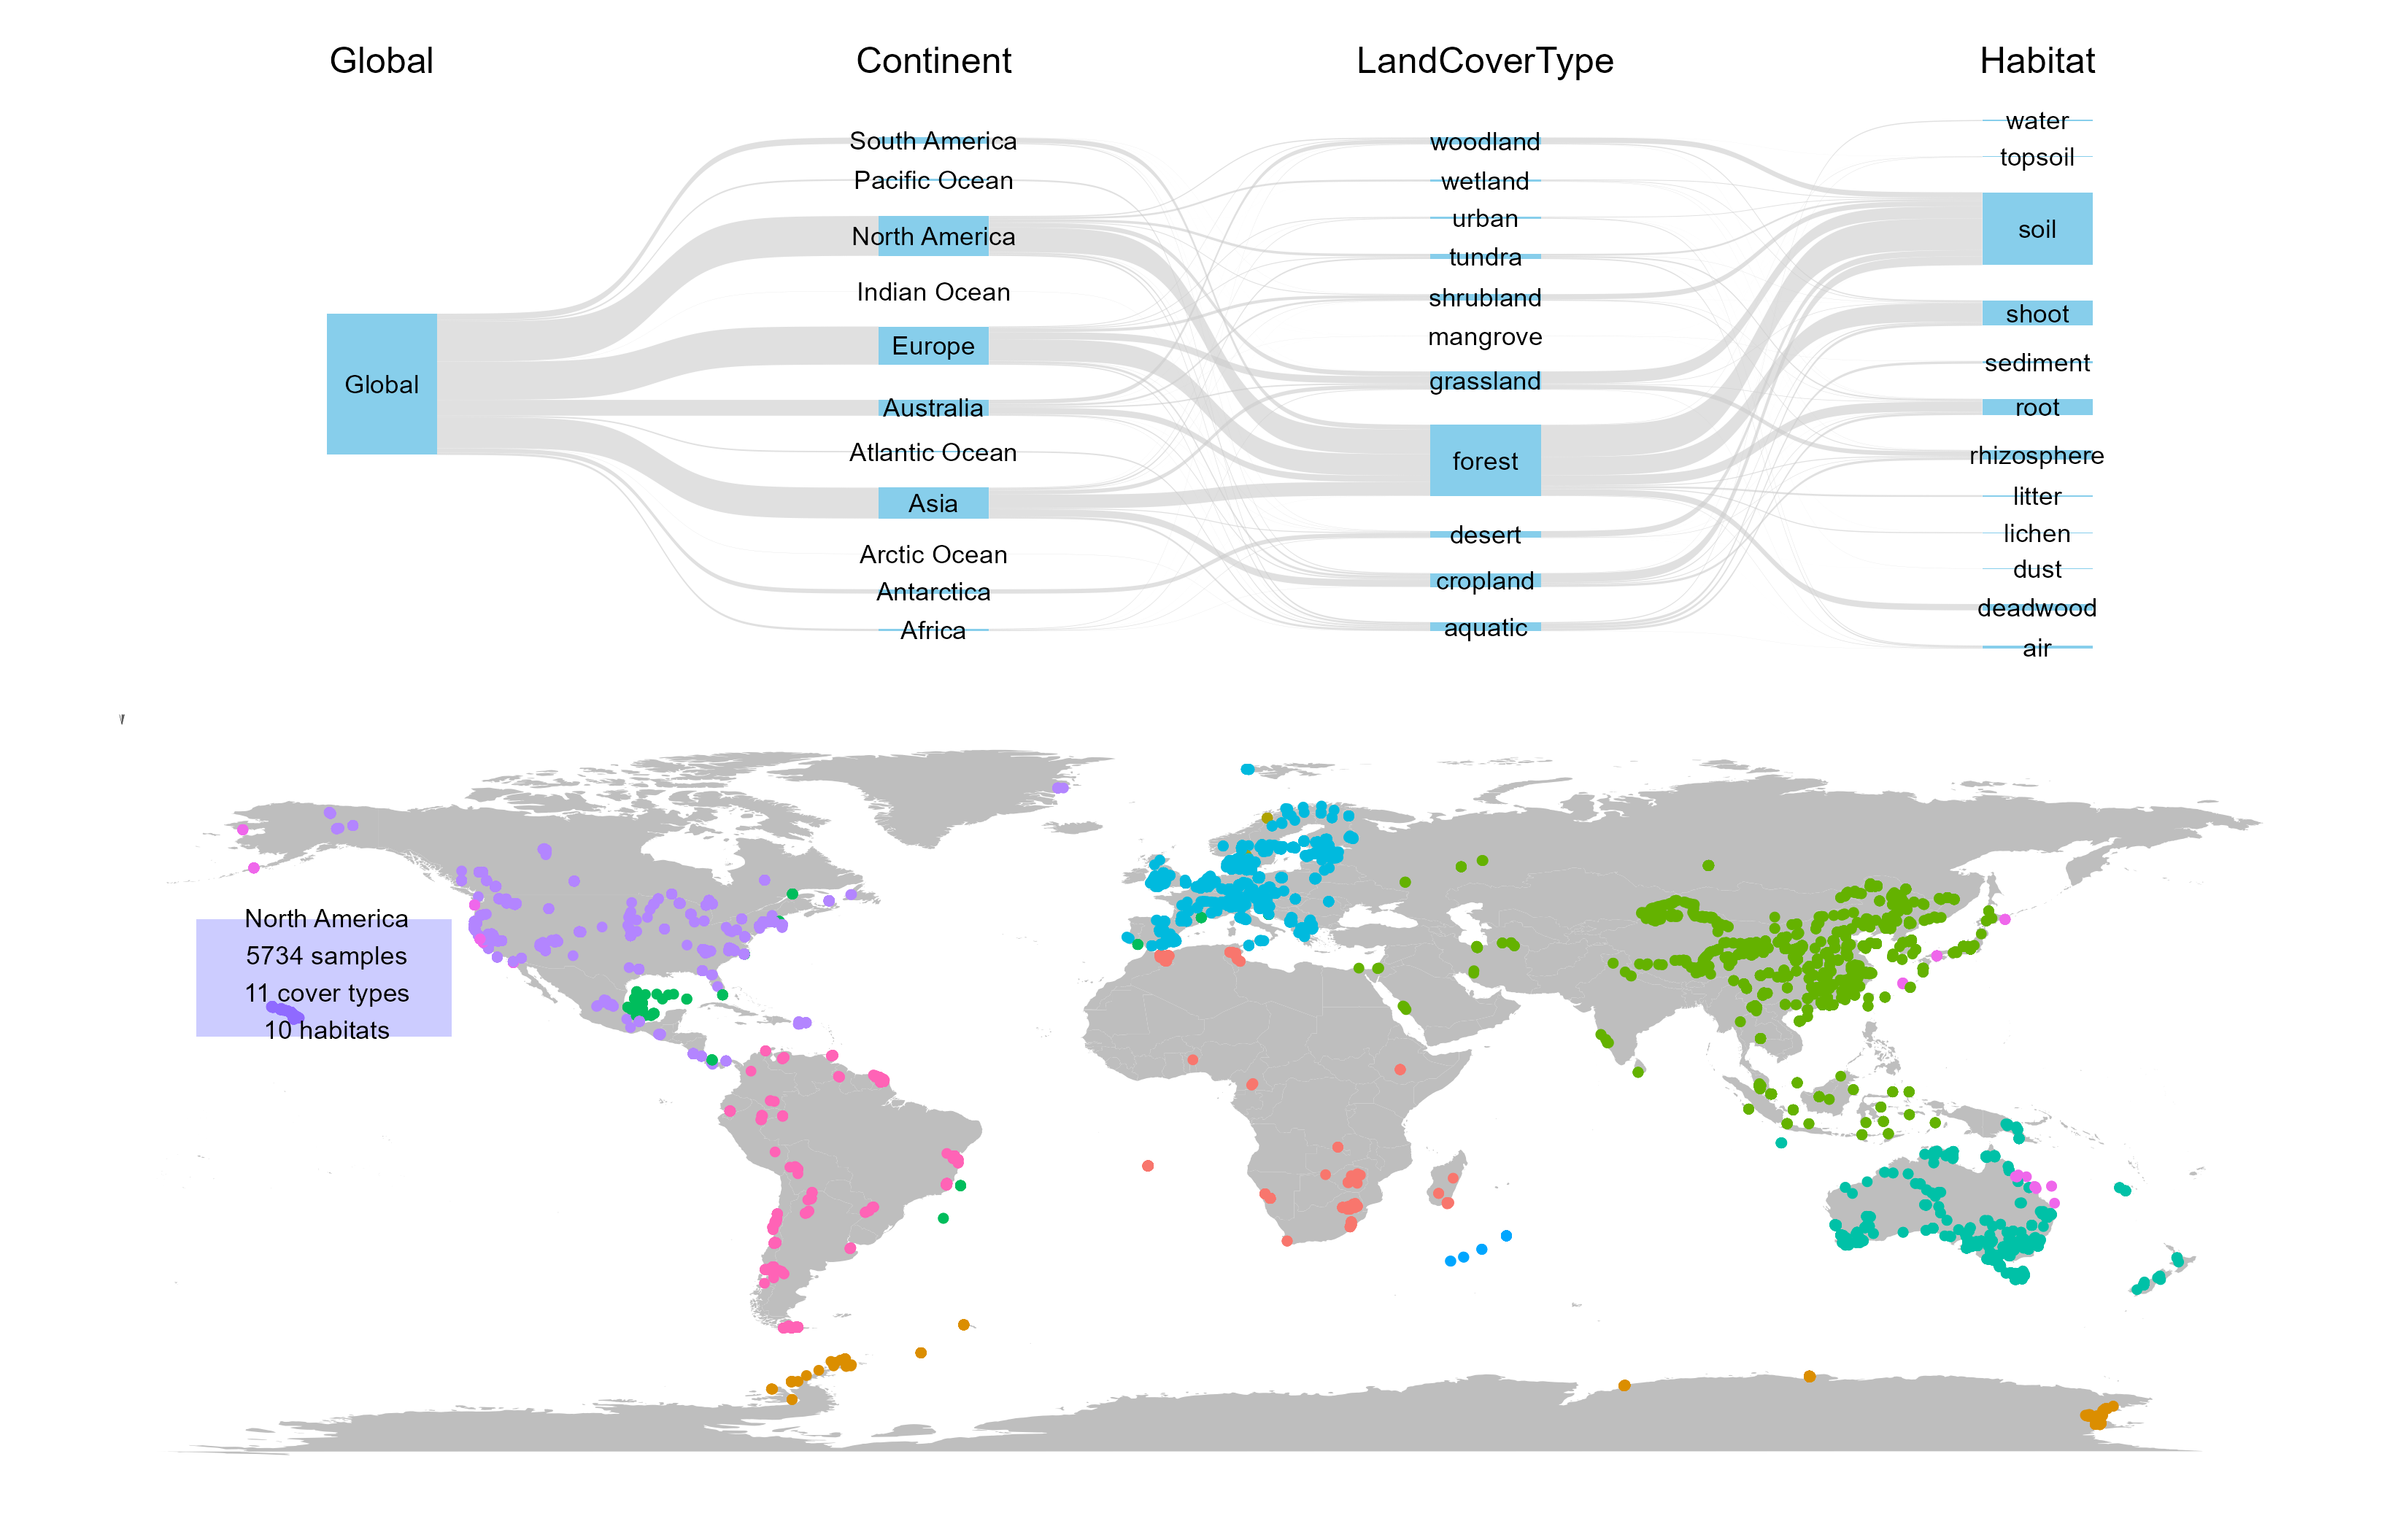 Global
Continent
LandCoverType
Habitat
Global
South America
Pacific Ocean
North America
Indian Ocean
Europe
Australia
Atlantic Ocean
Asia
Arctic Ocean
Antarctica
Africa
woodland
wetland
urban
tundra
shrubland
mangrove
grassland
forest
desert
cropland
aquatic
water
topsoil
soil
shoot
sediment
root
rhizosphere
litter
lichen
dust
deadwood
air
North America
5734 samples
11 cover types
10 habitats